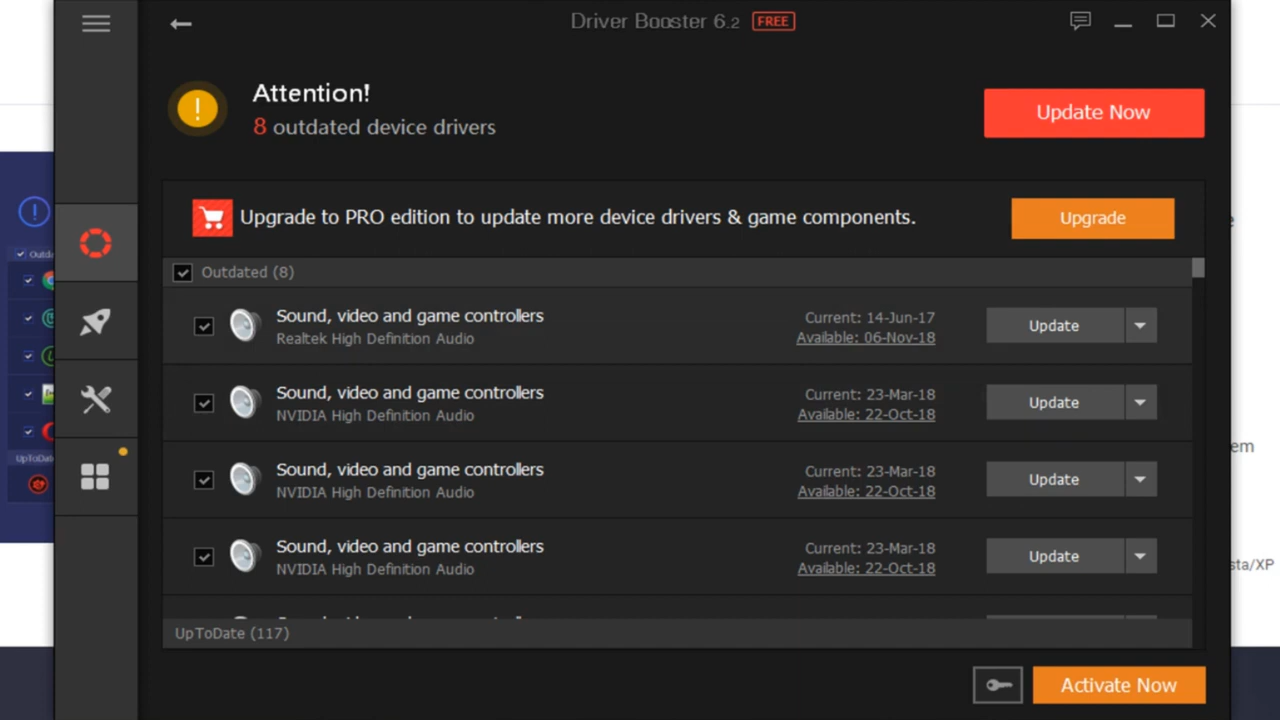 Driver Booster 6.2 FREE
Attention!
8 outdated device drivers
Update Now
Upgrade to PRO edition to update more device drivers & game components.
Upgrade
Outdated (8)
Sound, video and game controllers
Realtek High Definition Audio
Current: 14-Jun-17
Available: 06-Nov-18
Update
Sound, video and game controllers
NVIDIA High Definition Audio
Current: 23-Mar-18
Available: 22-Oct-18
Update
Sound, video and game controllers
NVIDIA High Definition Audio
Current: 23-Mar-18
Available: 22-Oct-18
Update
Sound, video and game controllers
NVIDIA High Definition Audio
Current: 23-Mar-18
Available: 22-Oct-18
Update
UpToDate (117)
Activate Now
Outda
UpToDate
em
sta/XP